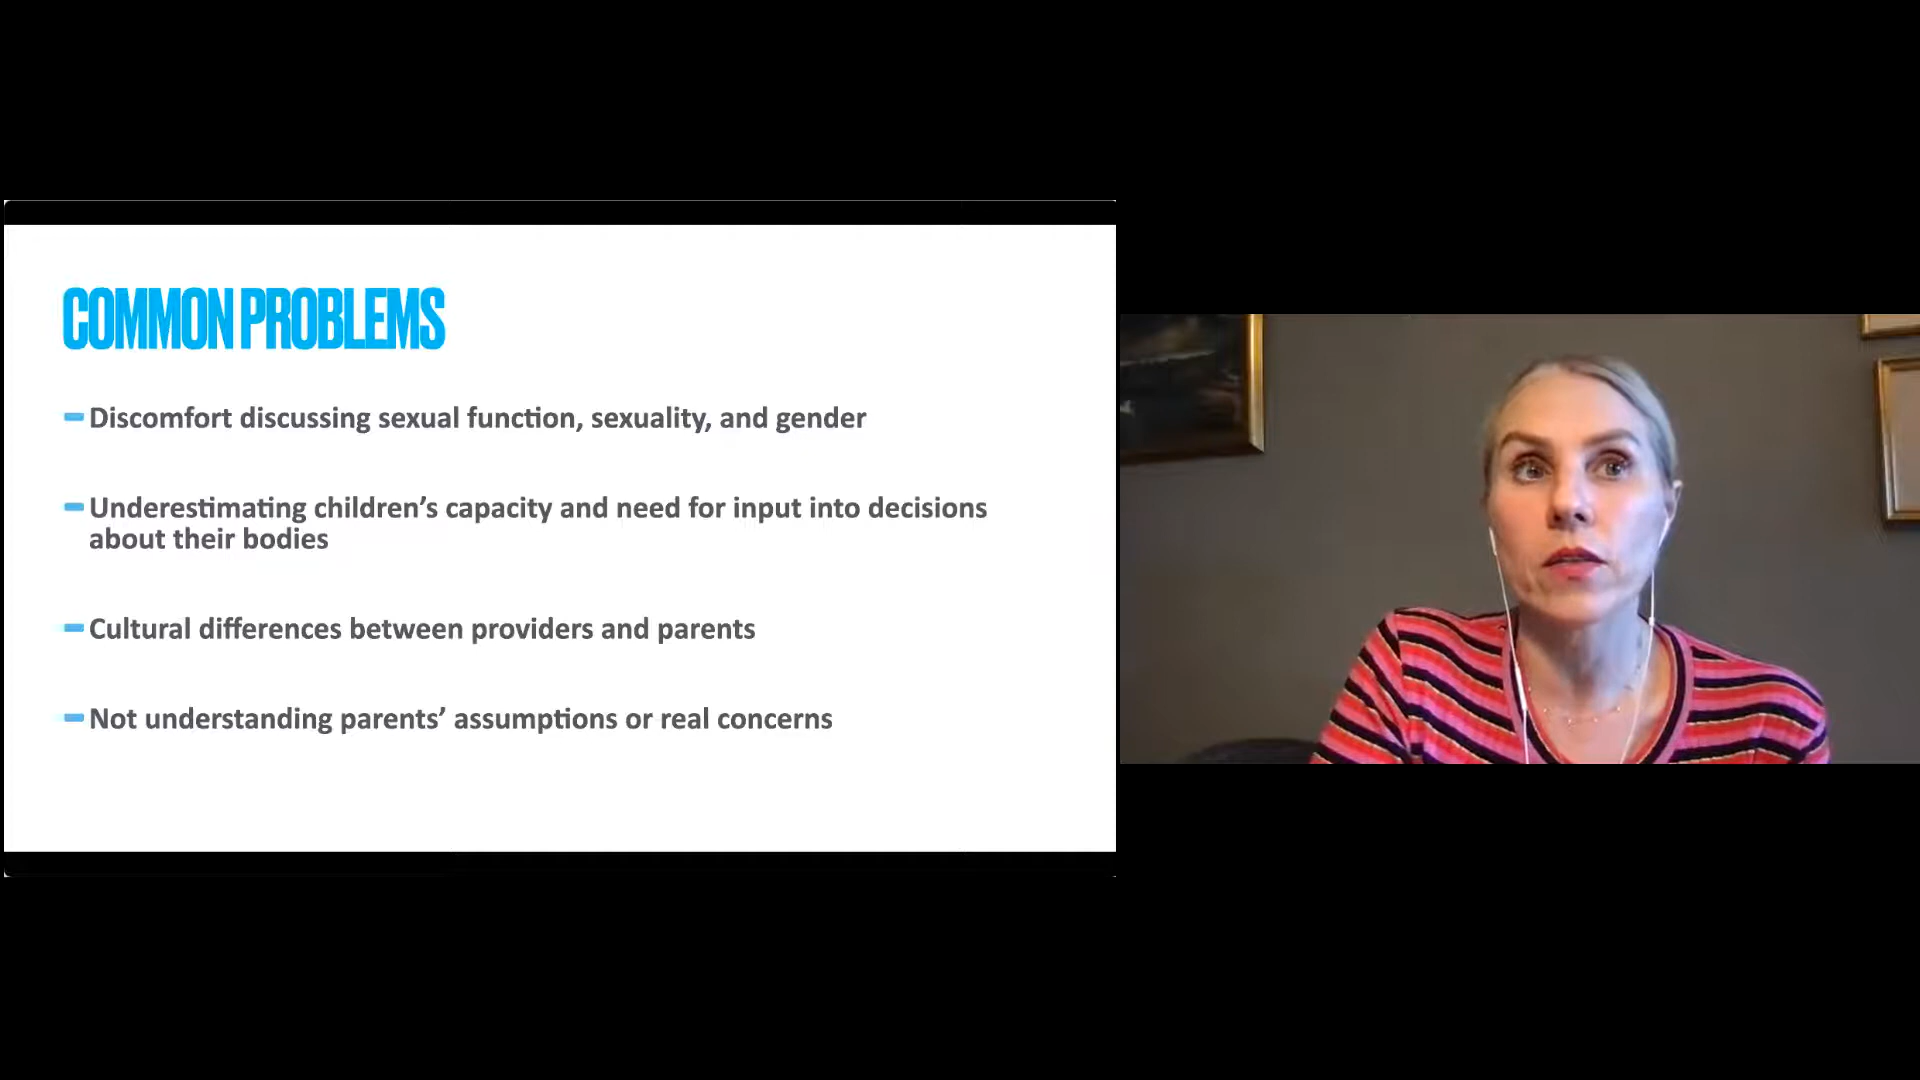 COMMON PROBLEMS
Discomfort discussing sexual function, sexuality, and gender
Underestimating children’s capacity and need for input into decisions
about their bodies
Cultural differences between providers and parents
Not understanding parents’ assumptions or real concerns